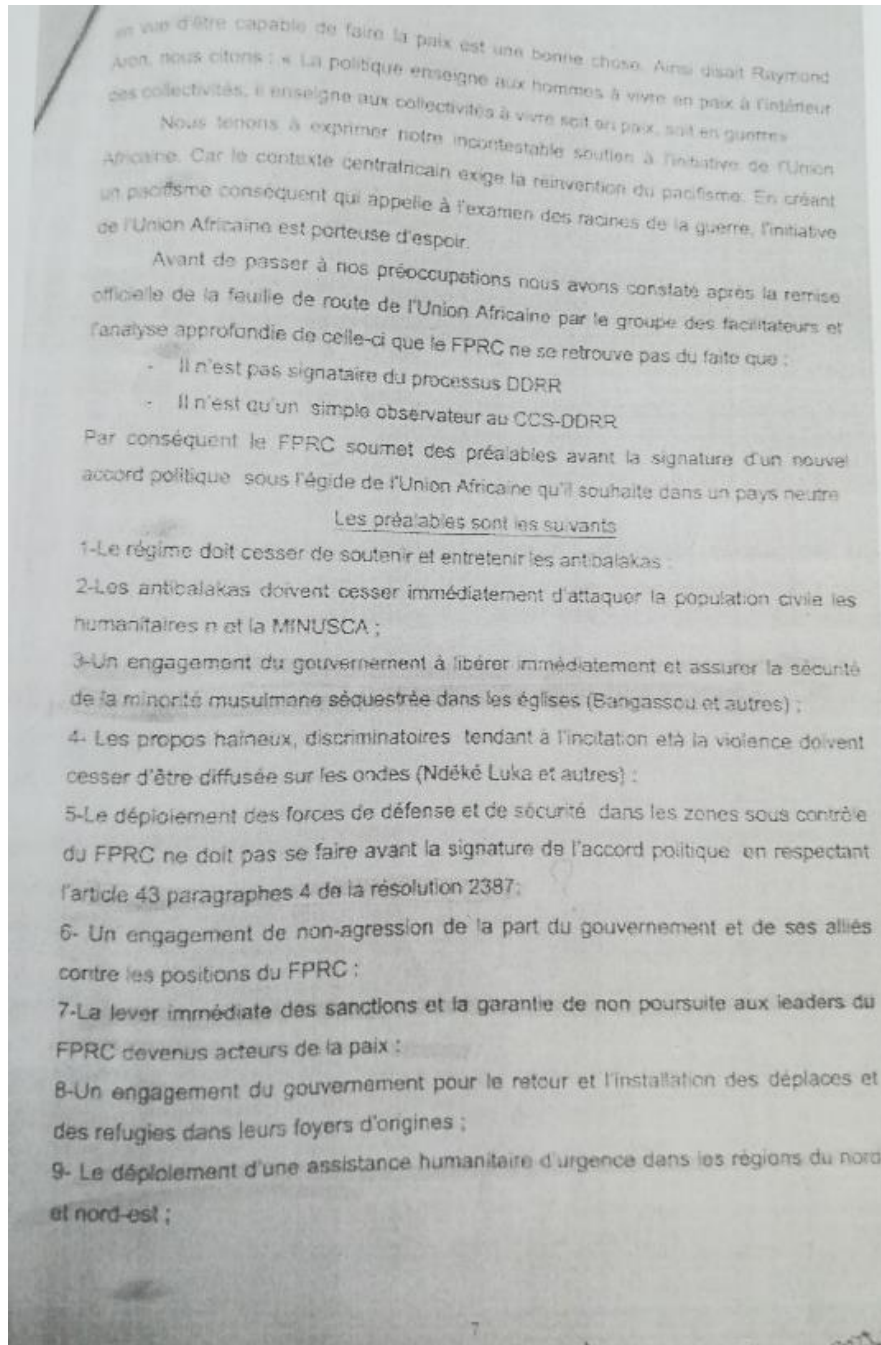 en vue d'être capable de faire la paix est une bonne chose. Ainsi disait Raymond
Aron, nous citons : « La politique enseigne aux hommes à vivre en paix à l'intérieur
des collectivités, il enseigne aux collectivités à vivre soit en paix, soit en guerres
Nous tenons à exprimer notre incontestable soutien à l'initiative de l'Union
Africaine. Car le contexte centrafricain exige la réinvention du pacifisme. En créant
un pacifisme conséquent qui appelle à l'examen des racines de la guerre, l'initiative
de l'Union Africaine est porteuse d'espoir.
Avant de passer à nos préoccupations nous avons constaté après la remise
officielle de la feuille de route de l'Union Africaine par le groupe des facilitateurs et
l'analyse approfondie de celle-ci que le FPRC ne se retrouve pas du faite que :
- Il n'est pas signataire du processus DDRR
- Il n'est qu'un simple observateur au CCS-DDRR
Par conséquent le FPRC soumet des préalables avant la signature d'un nouvel
accord politique sous l'égide de l'Union Africaine qu'il souhaite dans un pays neutre
Les préalables sont les suivants
1-Le régime doit cesser de soutenir et entretenir les antibalakas ;
2-Les antibalakas doivent cesser immédiatement d'attaquer la population civile les
humanitaires n et la MINUSCA ;
3-Un engagement du gouvernement à libérer immédiatement et assurer la sécurité
de la minorité musulmane séquestrée dans les églises (Bangassou et autres) ;
4- Les propos haineux, discriminatoires tendant à l'incitation età la violence doivent
cesser d'être diffusée sur les ondes (Ndéké Luka et autres) ;
5-Le déploiement des forces de défense et de sécurité dans les zones sous contrôle
du FPRC ne doit pas se faire avant la signature de l'accord politique en respectant
l'article 43 paragraphes 4 de la résolution 2387;
6- Un engagement de non-agression de la part du gouvernement et de ses alliés
contre les positions du FPRC ;
7-La lever immédiate des sanctions et la garantie de non poursuite aux leaders du
FPRC devenus acteurs de la paix ;
8-Un engagement du gouvernement pour le retour et l'installation des déplaces et
des refugies dans leurs foyers d'origines ;
9- Le déploiement d'une assistance humanitaire d'urgence dans les régions du nord
et nord-est ;
7